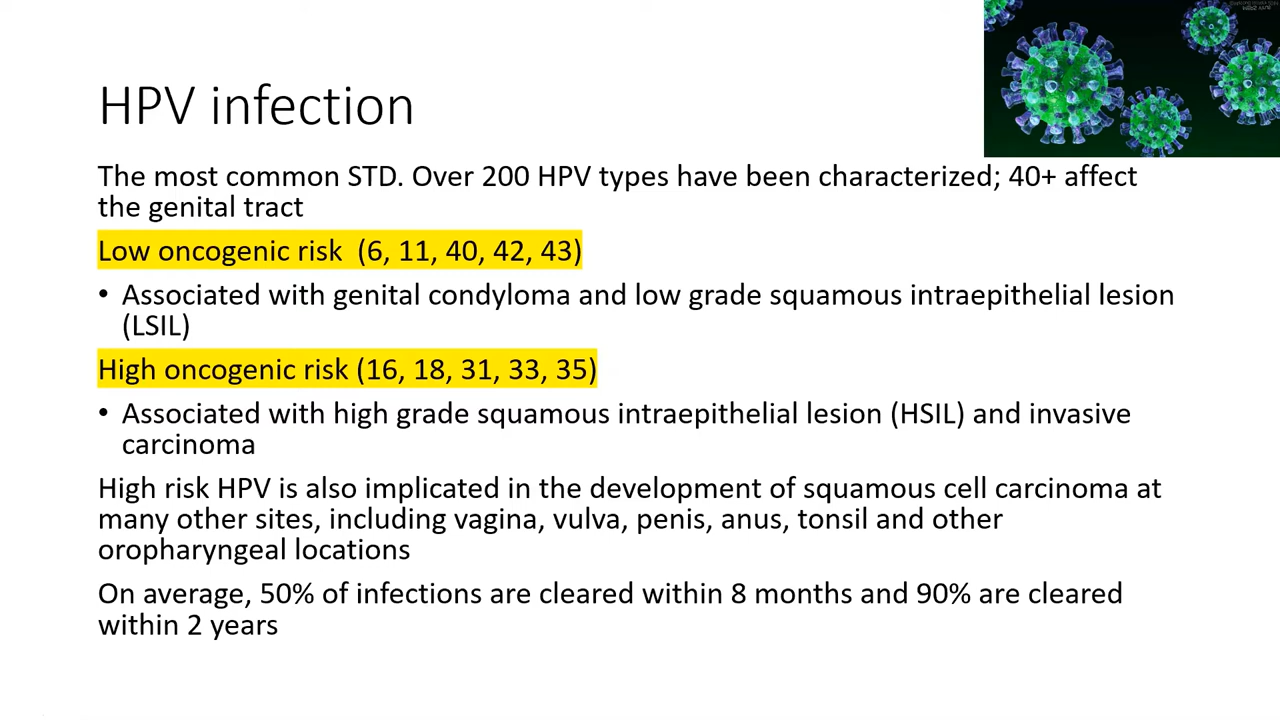 HPV infection
The most common STD. Over 200 HPV types have been characterized; 40+ affect
the genital tract
Low oncogenic risk  (6, 11, 40, 42, 43)
• Associated with genital condyloma and low grade squamous intraepithelial lesion
(LSIL)
High oncogenic risk (16, 18, 31, 33, 35)
• Associated with high grade squamous intraepithelial lesion (HSIL) and invasive
carcinoma
High risk HPV is also implicated in the development of squamous cell carcinoma at
many other sites, including vagina, vulva, penis, anus, tonsil and other
oropharyngeal locations
On average, 50% of infections are cleared within 8 months and 90% are cleared
within 2 years